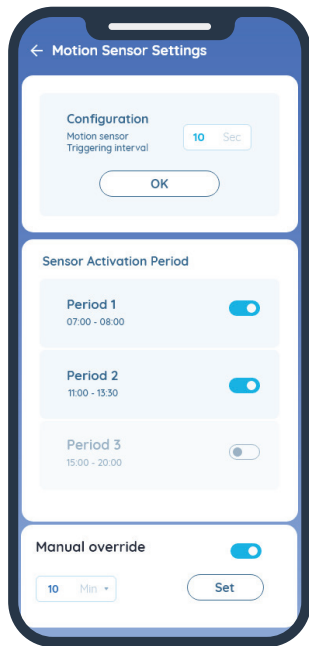 ← Motion Sensor Settings
Configuration
Motion sensor
Triggering interval
10 Sec
OK
Sensor Activation Period
Period 1
07:00 - 08:00
Period 2
11:00 - 13:30
Period 3
15:00 - 20:00
Manual override
10 Min
Set